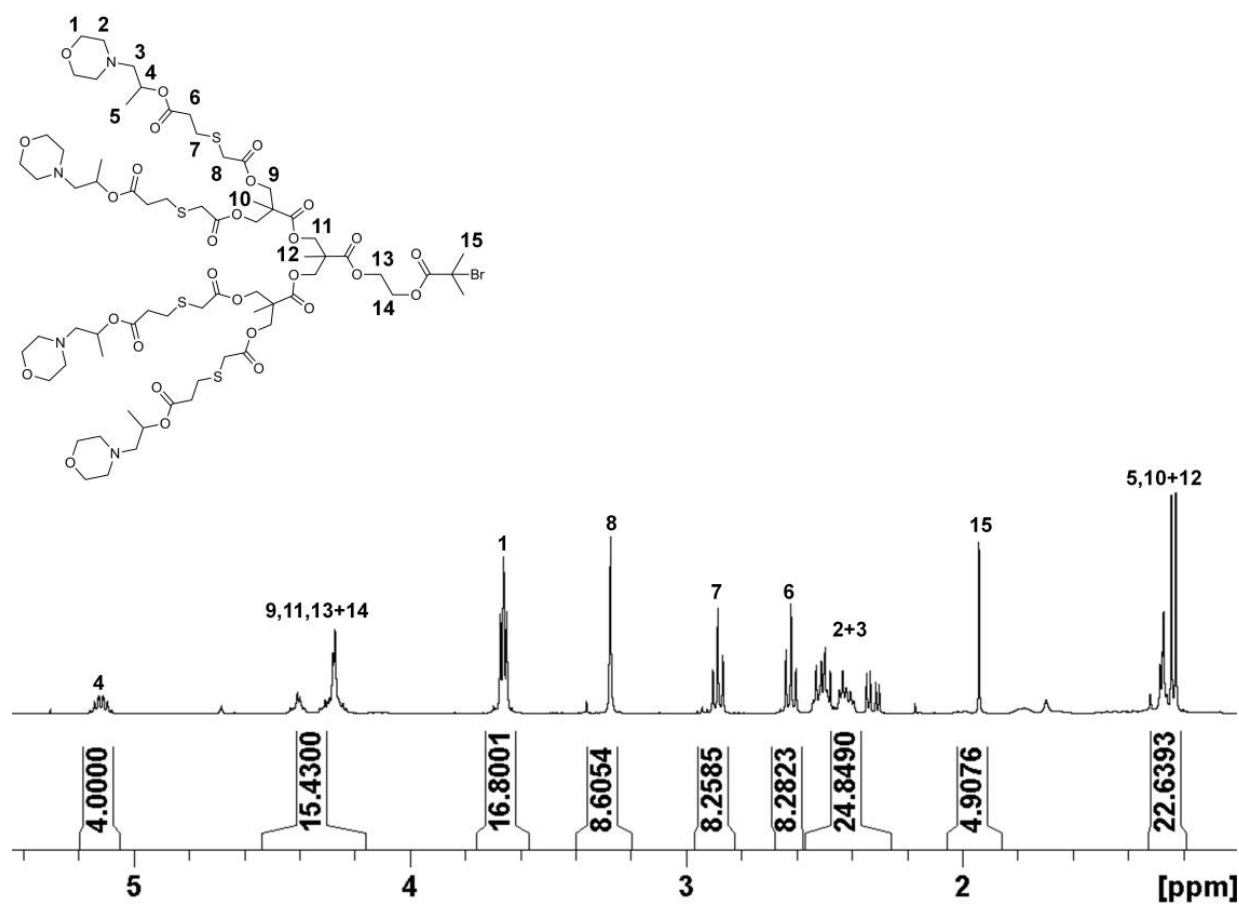 1
2
O
N
3
4
O
5
O
6
S
7
8
O
O
9
10
O
N
O
O
S
O
O
O
O
11
12
O
O
O
13
14
O
O
15
Br
O
N
O
O
S
O
O
O
O
O
N
O
O
S
O
O
4
9,11,13+14
1
8
7
6
2+3
15
5,10+12
4.0000
15.4300
16.8001
8.6054
8.2585
8.2823
24.8490
4.9076
22.6393
5 4 3 2 [ppm]